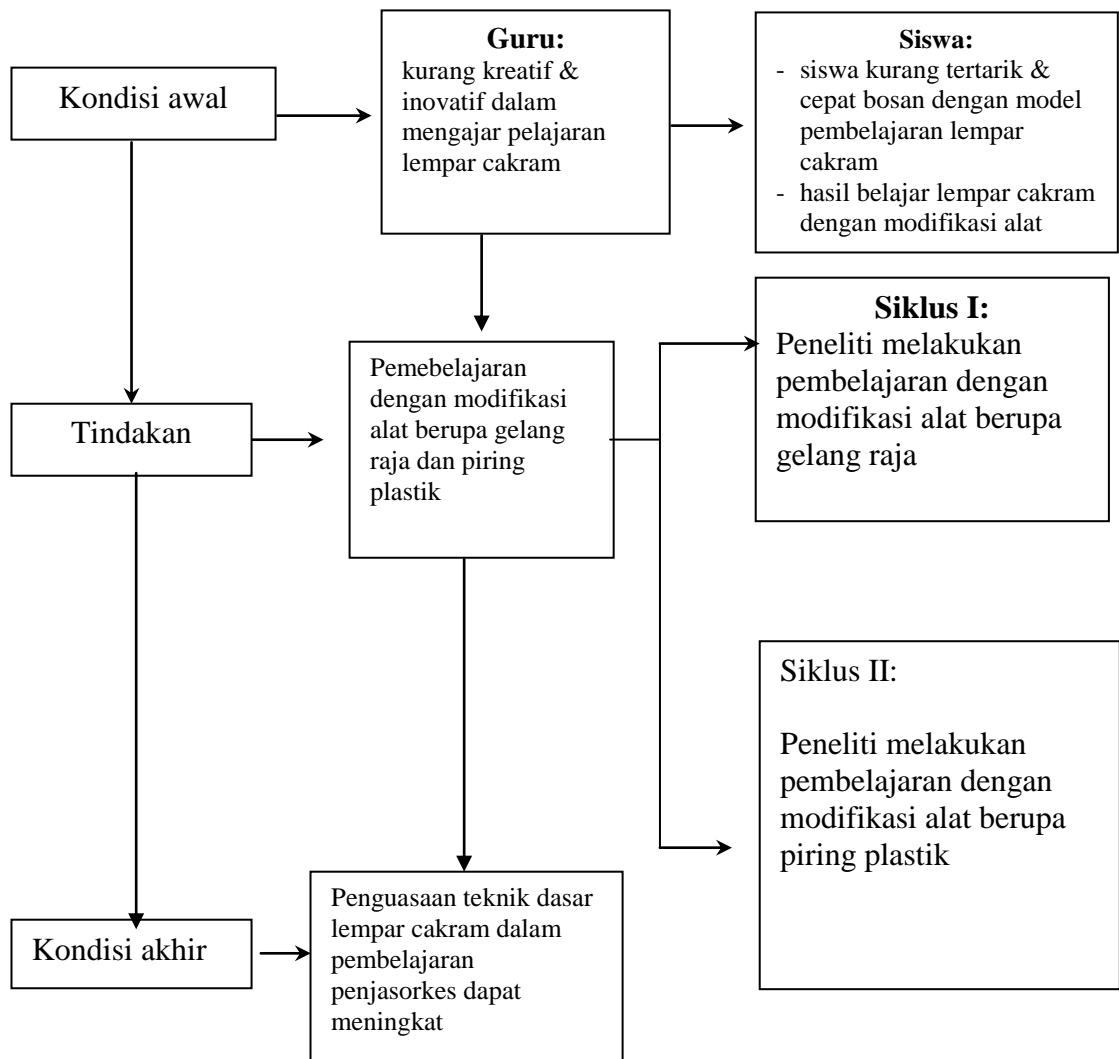 Kondisi awal
Guru:
kurang kreatif &
inovatif dalam
mengajar pelajaran
lempar cakram
Siswa:
- siswa kurang tertarik &
cepat bosan dengan model
pembelajaran lempar
cakram
- hasil belajar lempar cakram
dengan modifikasi alat
Tindakan
Pemebelajaran
dengan modifikasi
alat berupa gelang
raja dan piring
plastik
Siklus I:
Peneliti melakukan
pembelajaran dengan
modifikasi alat berupa
gelang raja
Siklus II:
Peneliti melakukan
pembelajaran dengan
modifikasi alat berupa
piring plastik
Kondisi akhir
Penguasaan teknik dasar
lempar cakram dalam
pembelajaran
penjasorkes dapat
meningkat